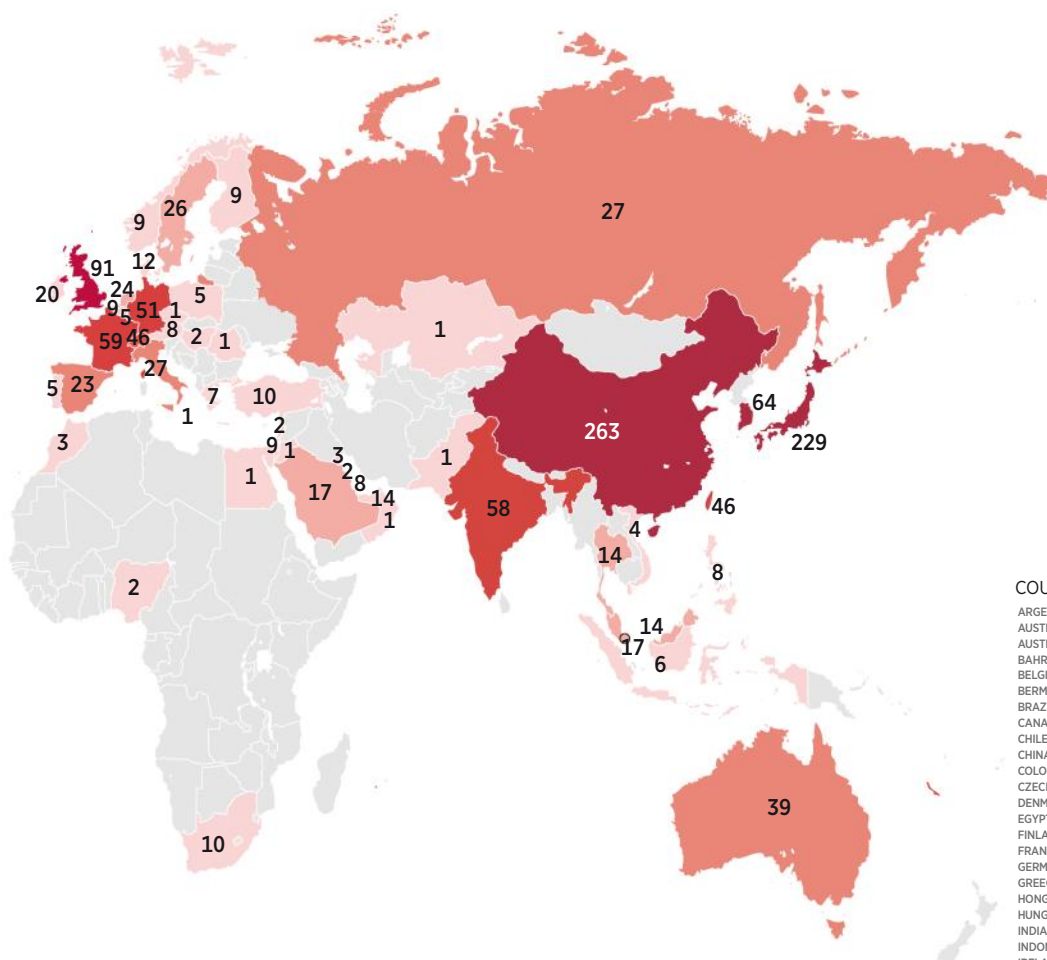 9
26
9
27
12
91
24
20
5
9
5
51
1
8
2
1
59
46
27
1
5
23
7
10
1
1
64
263
229
3
2
9
1
3
2
8
1
17
14
1
1
58
46
4
14
8
2
14
17
6
39
10
COU
ARGE
AUST
AUST
BAHR
BELG
BERM
BRAZ
CANA
CHILE
CHINA
COLO
CZEC
DENM
EGYP
FINLA
FRAN
GERM
GREE
HONG
HUNG
INDIA
INDO